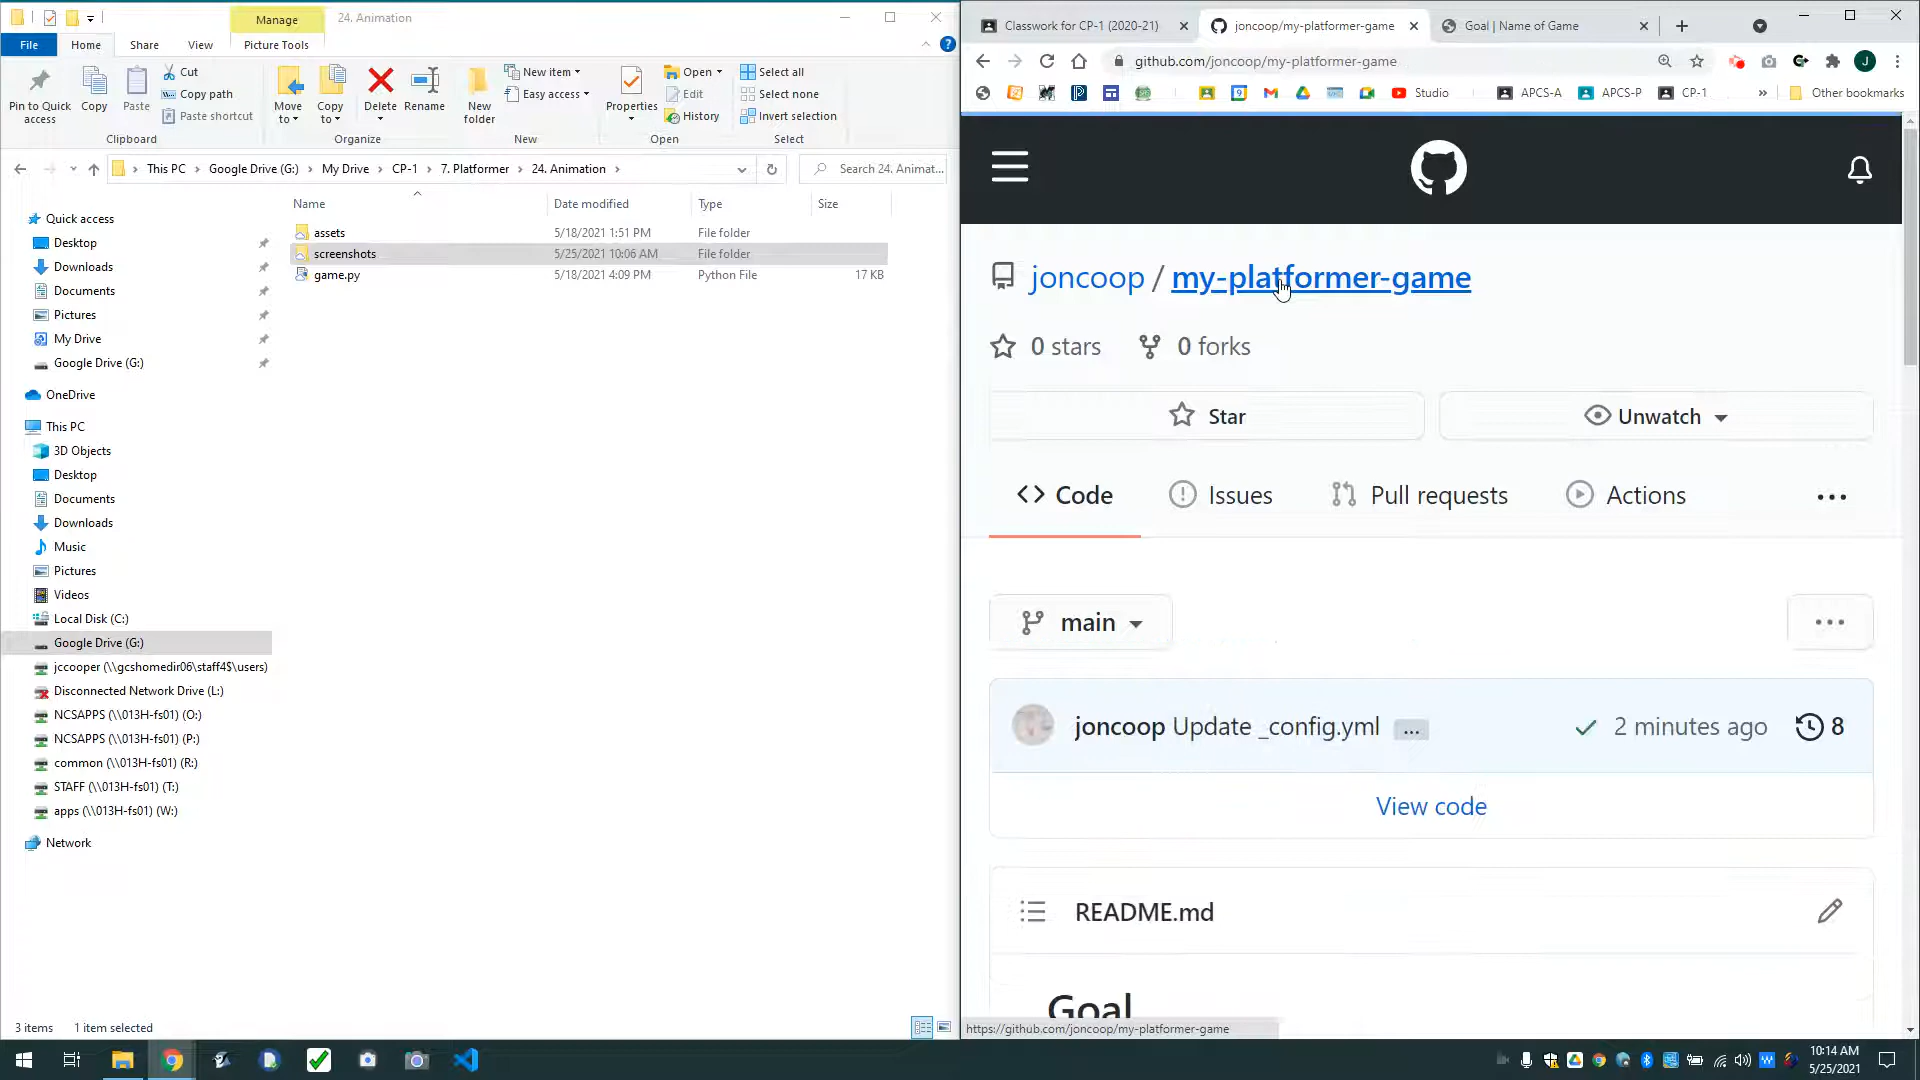 Manage
24. Animation
File
Home
Share
View
Picture Tools
Pin to Quick access
Copy
Paste
Cut
Copy path
Paste shortcut
Clipboard
Move to
Copy to
Delete
Rename
Organize
New folder
New item
Easy access
New
Properties
Open
Edit
History
Open
Select all
Select none
Invert selection
Select
This PC
Google Drive (G:)
My Drive
CP-1
7. Platformer
24. Animation
Search 24. Animat...
Name
Date modified
Type
Size
assets
5/18/2021 1:51 PM
File folder
screenshots
5/25/2021 10:06 AM
File folder
game.py
5/18/2021 4:09 PM
Python File
17 KB
Quick access
Desktop
Downloads
Documents
Pictures
My Drive
Google Drive (G:)
OneDrive
This PC
3D Objects
Desktop
Documents
Downloads
Music
Pictures
Videos
Local Disk (C:)
Google Drive (G:)
jccooper (\\gcshomedir06\staff4$\users)
Disconnected Network Drive (L:)
NCSAPPS (\\013H-fs01) (O:)
NCSAPPS (\\013H-fs01) (P:)
common (\\013H-fs01) (R:)
STAFF (\\013H-fs01) (T:)
apps (\\013H-fs01) (W:)
Network
3 items
1 item selected
Classwork for CP-1 (2020-21)
joncoop/my-platformer-game
Goal | Name of Game
github.com/joncoop/my-platformer-game
J
Studio
APCS-A
APCS-P
CP-1
»
Other bookmarks
joncoop / my-platformer-game
0 stars
0 forks
Star
Unwatch
Code
Issues
Pull requests
Actions
...
main
...
joncoop Update _config.yml ...
2 minutes ago
8
View code
README.md
Goal
https://github.com/joncoop/my-platformer-game
10:14 AM
5/25/2021